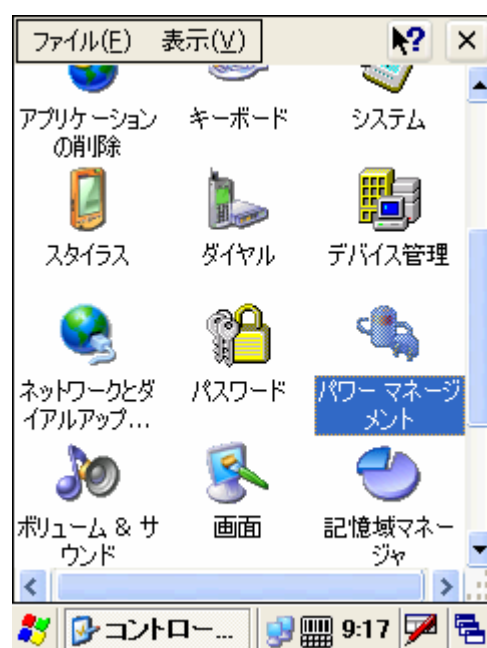 ファイル(F) 表示(V)
アプリケーション
の削除
キーボード
システム
スタイラス
ダイヤル
デバイス管理
ネットワークとダ
イアルアップ...
パスワード
パワー マネージ
メント
ボリューム & サ
ウンド
画面
記憶域マネー
ジャ
コントロー...
9:17